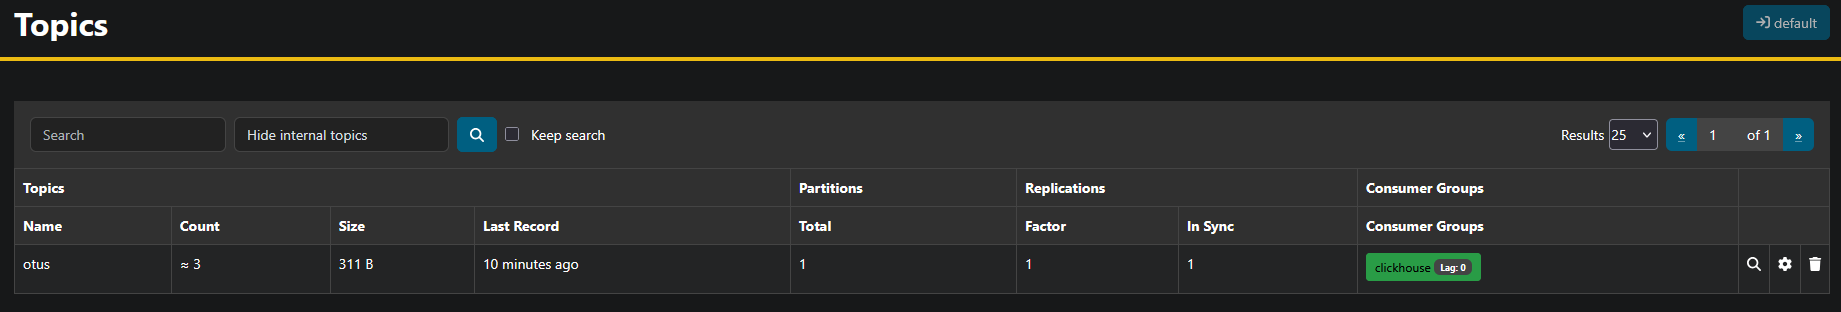 Topics
default
Search
Hide internal topics
Keep search
Results 25
« 1 of 1 »
Topics Partitions Replications Consumer Groups
Name Count Size Last Record Total Factor In Sync Consumer Groups
otus ≈ 3 311 B 10 minutes ago 1 1 1 clickhouse Lag: 0